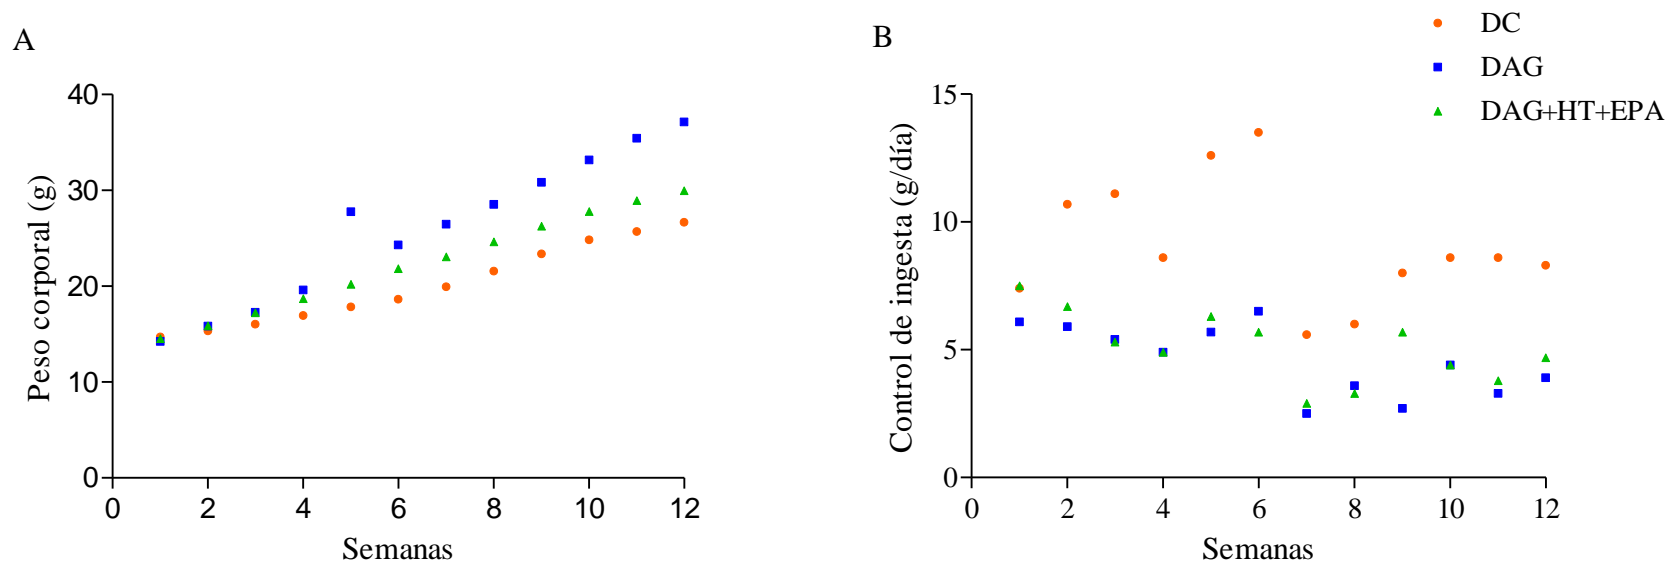 A
Peso corporal (g)
40
30
20
10
0
0 2 4 6 8 10 12
Semanas
B
Control de ingesta (g/día)
15
10
5
0
0 2 4 6 8 10 12
Semanas
DC
DAG
DAG+HT+EPA